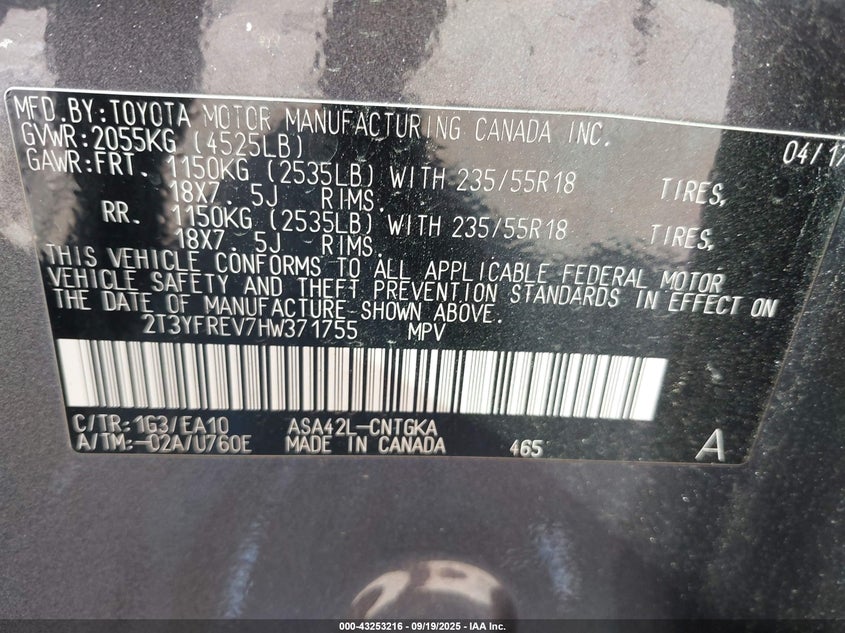 MFD.BY:TOYOTA MOTOR MANUFACTURING CANADA INC. 04/17
GVWR:2055KG (4525LB)
GAWR:FRT. 1150KG (2535LB) WITH 235/55R18 TIRES,
18X7. 5J RIMS.
RR. 1150KG (2535LB) WITH 235/55R18 TIRES,
18X7. 5J RIMS.
THIS VEHICLE CONFORMS TO ALL APPLICABLE FEDERAL MOTOR
VEHICLE SAFETY AND THEFT PREVENTION STANDARDS IN EFFECT ON
THE DATE OF MANUFACTURE SHOWN ABOVE.
2T3YFREV7HW371755 MPV
C/TR:1G3/EA10 ASA42L-CNTGKA
A/TM:-02A/U760E MADE IN CANADA 465 A
000-43253216 - 09/19/2025 - IAA Inc.